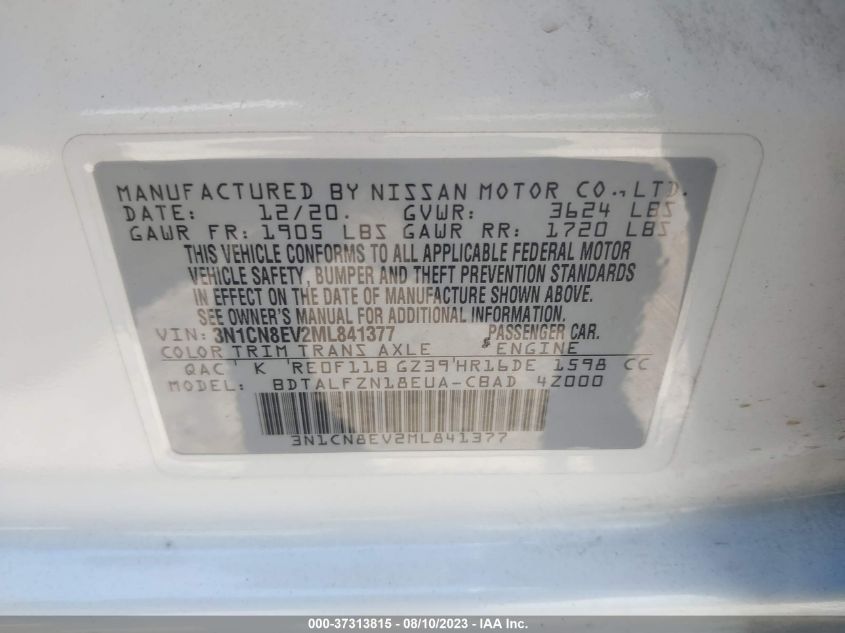 MANUFACTURED BY NISSAN MOTOR CO., LTD.
DATE: 12/20. GVWR: 3624 LBS
GAWR FR: 1905 LBS GAWR RR: 1720 LBS
THIS VEHICLE CONFORMS TO ALL APPLICABLE FEDERAL MOTOR
VEHICLE SAFETY, BUMPER AND THEFT PREVENTION STANDARDS
IN EFFECT ON THE DATE OF MANUFACTURE SHOWN ABOVE.
SEE OWNER'S MANUAL FOR ADDITIONAL INFORMATION.
VIN: 3N1CN8EV2ML841377 PASSENGER CAR.
COLOR TRIM TRANS AXLE ENGINE
QAC K RE0F11B GZ39 HR16DE 1598 CC
MODEL: BDTALFZN18EUA-CBAD 4Z000
3N1CN8EV2ML841377
000-37313815 - 08/10/2023 - IAA Inc.